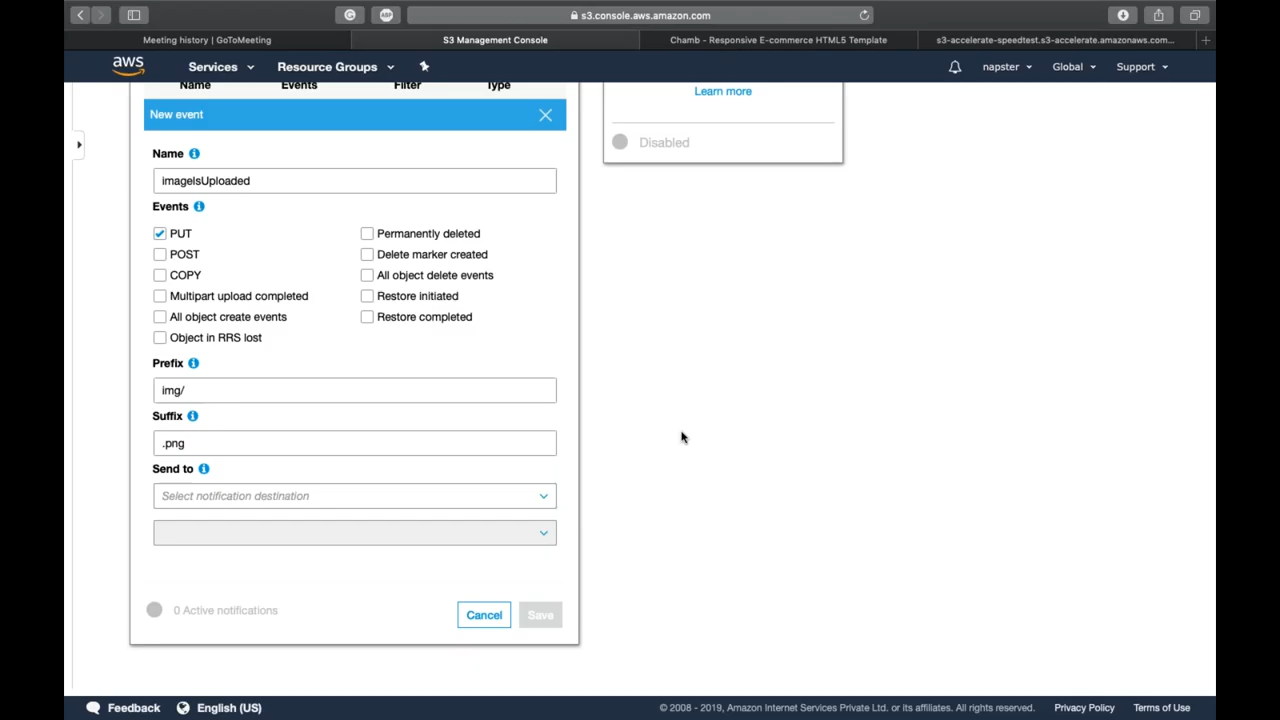 s3.console.aws.amazon.com
Meeting history | GoToMeeting
S3 Management Console
Chamb - Responsive E-commerce HTML5 Template
s3-accelerate-speedtest.s3-accelerate.amazonaws.com...
aws Services Resource Groups napster Global Support
Name Events Filter Type
Learn more
New event
Disabled
Name
imageIsUploaded
Events
PUT Permanently deleted
POST Delete marker created
COPY All object delete events
Multipart upload completed Restore initiated
All object create events Restore completed
Object in RRS lost
Prefix
img/
Suffix
.png
Send to
Select notification destination
0 Active notifications Cancel Save
Feedback English (US) © 2008 - 2019, Amazon Internet Services Private Ltd. or its affiliates. All rights reserved. Privacy Policy Terms of Use